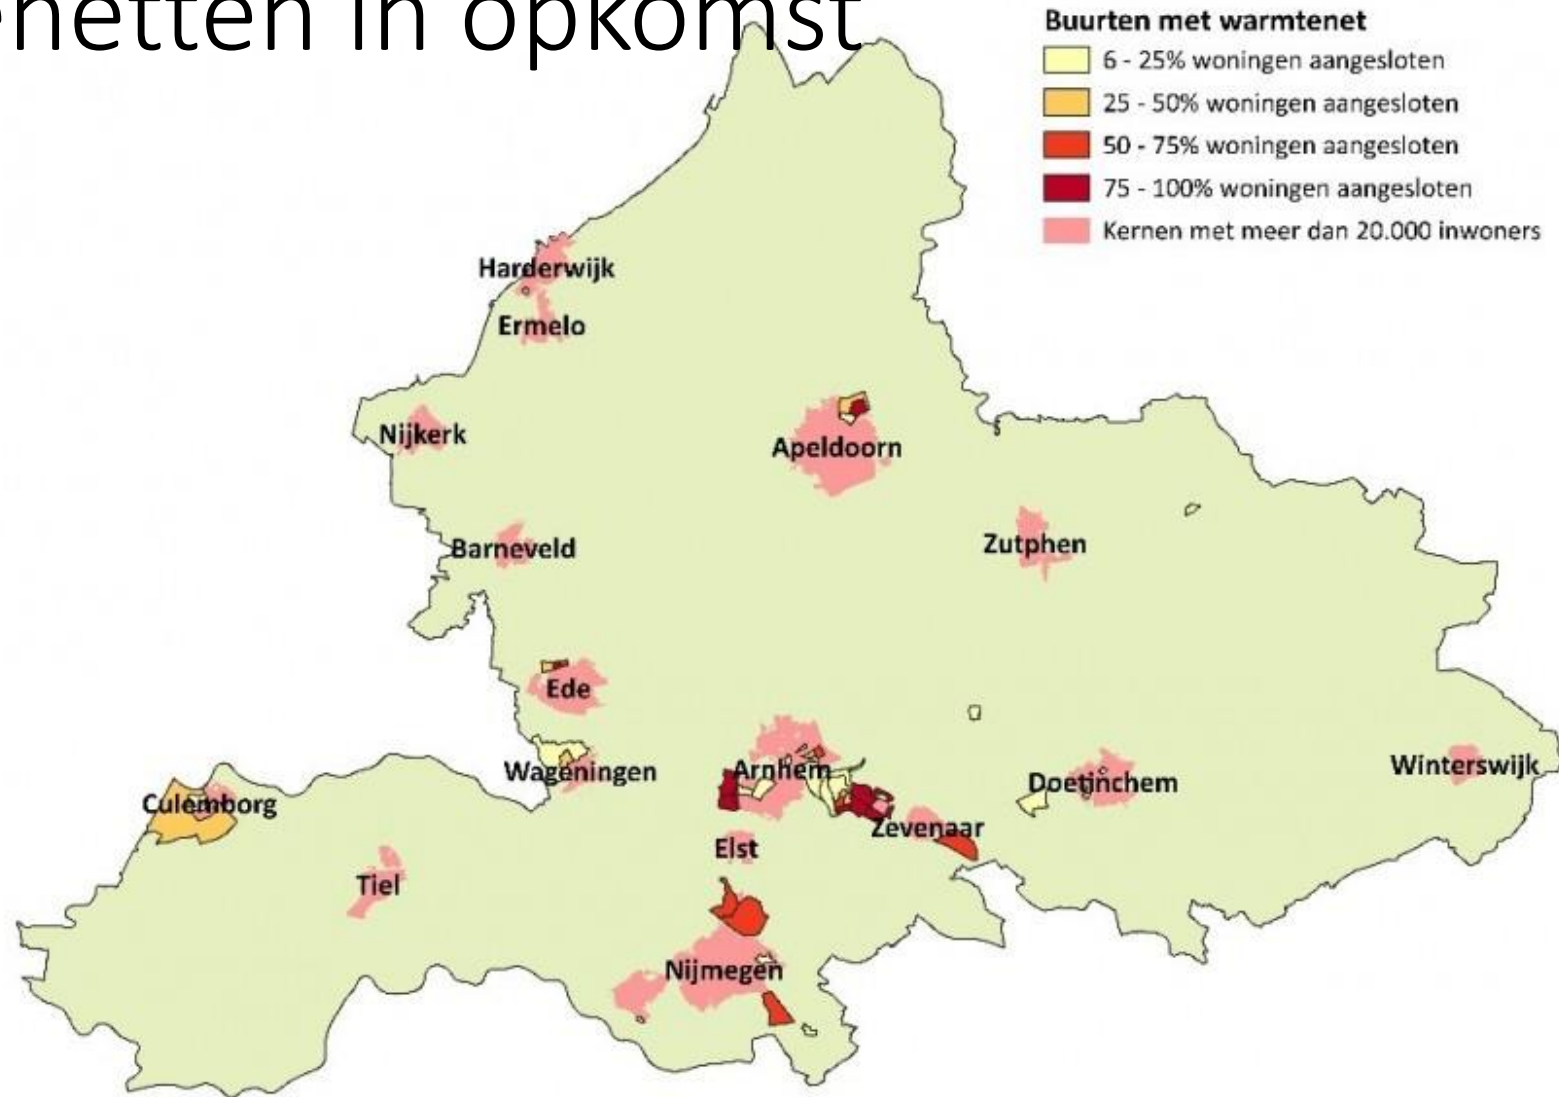 enetten in opkomst
Buurten met warmtenet
6 - 25% woningen aangesloten
25 - 50% woningen aangesloten
50 - 75% woningen aangesloten
75 - 100% woningen aangesloten
Kernen met meer dan 20.000 inwoners
Harderwijk
Ermelo
Nijkerk
Apeldoorn
Barneveld
Zutphen
Ede
Wageningen
Arnhem
Doetinchem
Winterswijk
Culemborg
Zevenaar
Elst
Tiel
Nijmegen